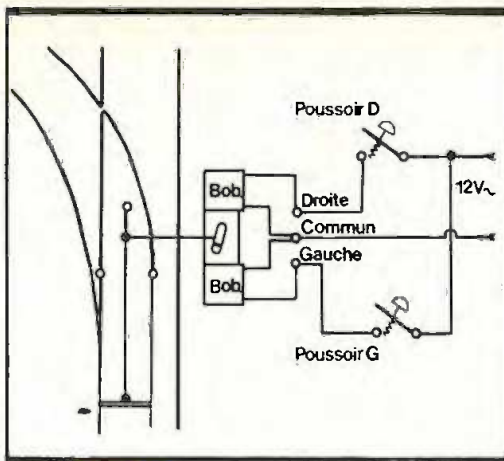 Poussoir D
Bob.
Droite
12V~
Commun
Gauche
Bob.
Poussoir G